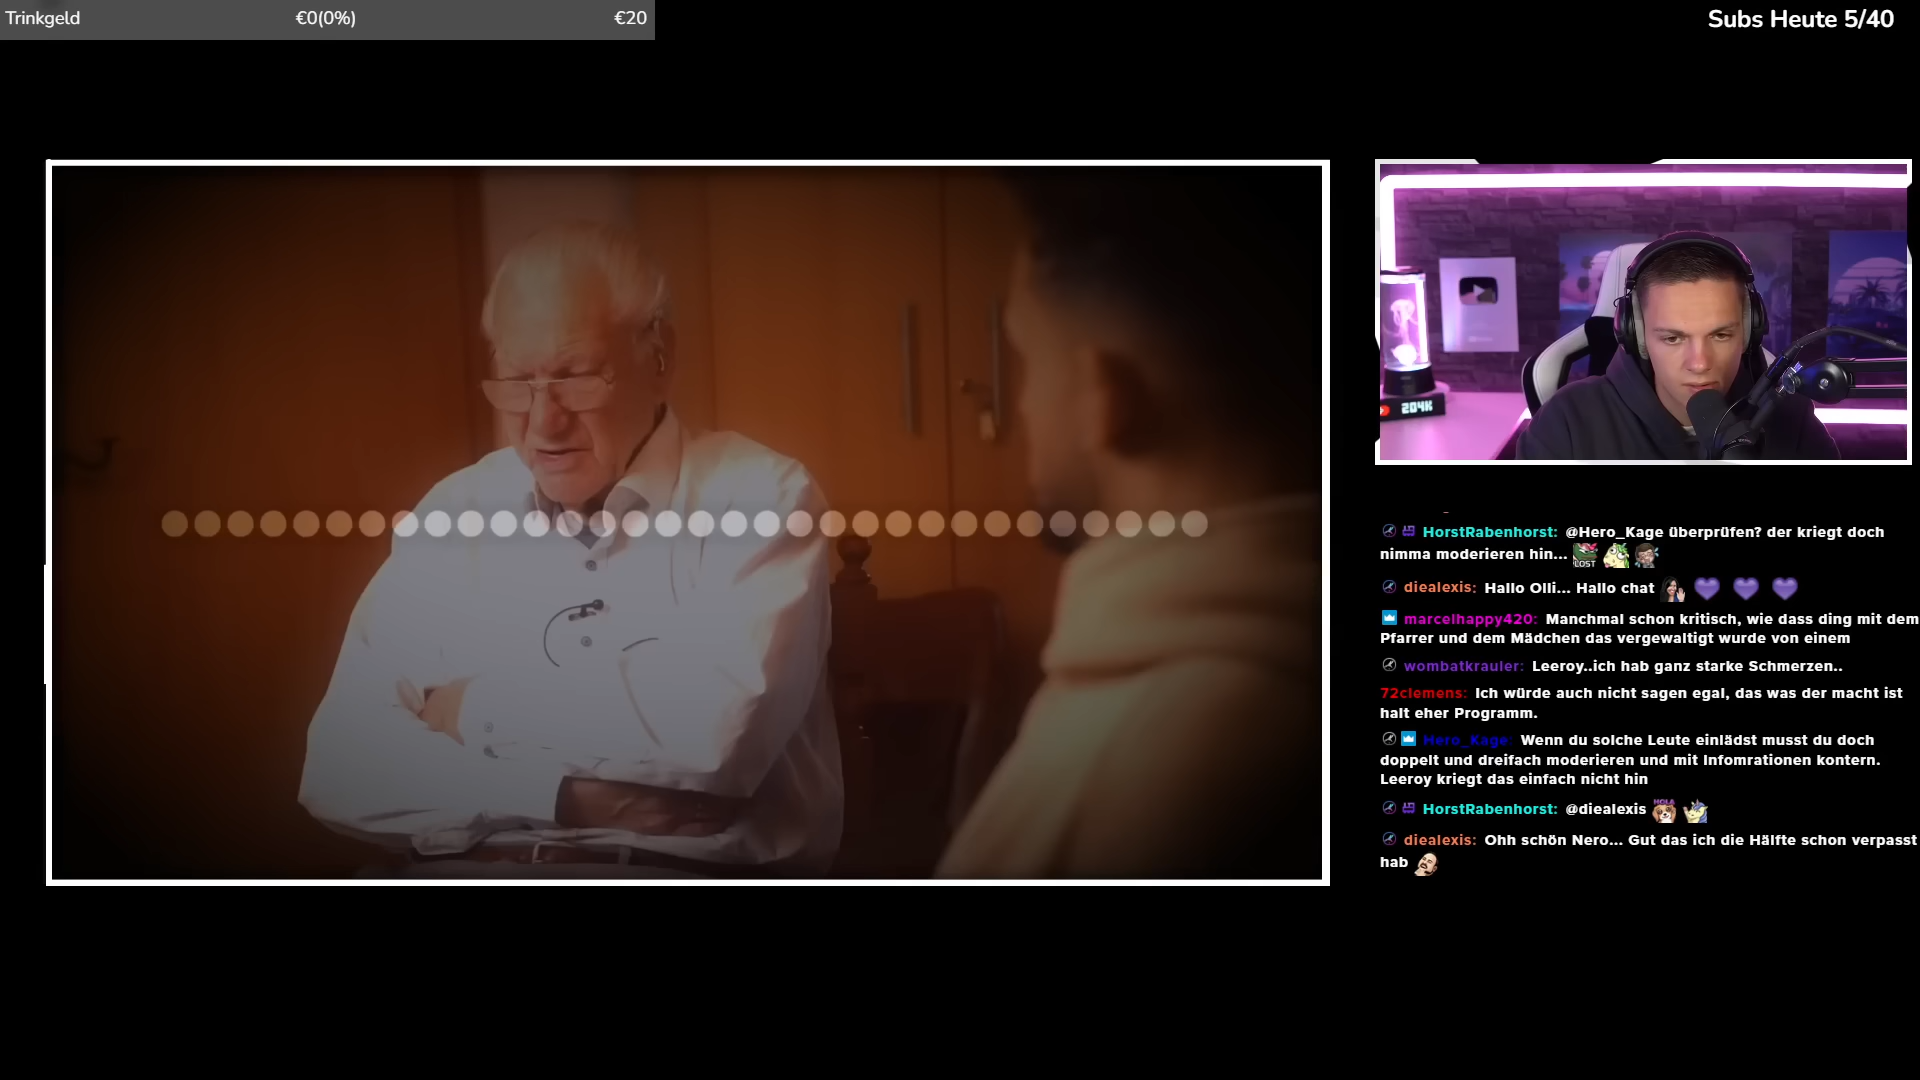 Trinkgeld €0(0%) €20
Subs Heute 5/40
204K
HorstRabenhorst: @Hero_Kage überprüfen? der kriegt doch
nimma moderieren hin...
LOST
diealexis: Hallo Olli... Hallo chat
marcelhappy420: Manchmal schon kritisch, wie dass ding mit dem
Pfarrer und dem Mädchen das vergewaltigt wurde von einem
wombatkrauler: Leeroy..ich hab ganz starke Schmerzen..
72clemens: Ich würde auch nicht sagen egal, das was der macht ist
halt eher Programm.
Hero_Kage: Wenn du solche Leute einlädst musst du doch
doppelt und dreifach moderieren und mit Infomrationen kontern.
Leeroy kriegt das einfach nicht hin
HOLA
HorstRabenhorst: @diealexis
diealexis: Ohh schön Nero... Gut das ich die Hälfte schon verpasst
hab